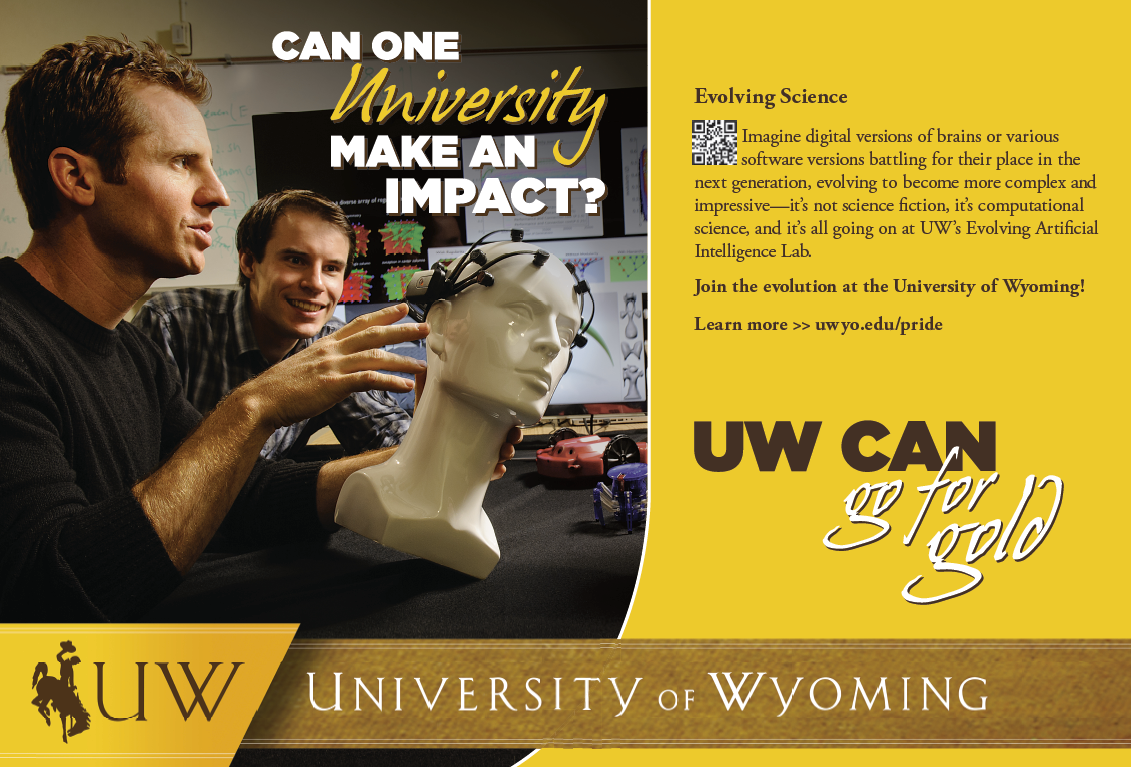 CAN ONE
University
MAKE AN
IMPACT?
Evolving Science
Imagine digital versions of brains or various
software versions battling for their place in the
next generation, evolving to become more complex and
impressive—it's not science fiction, it's computational
science, and it's all going on at UW's Evolving Artificial
Intelligence Lab.
Join the evolution at the University of Wyoming!
Learn more >> uwyo.edu/pride
UW CAN
go for
gold
UW
UNIVERSITY OF WYOMING